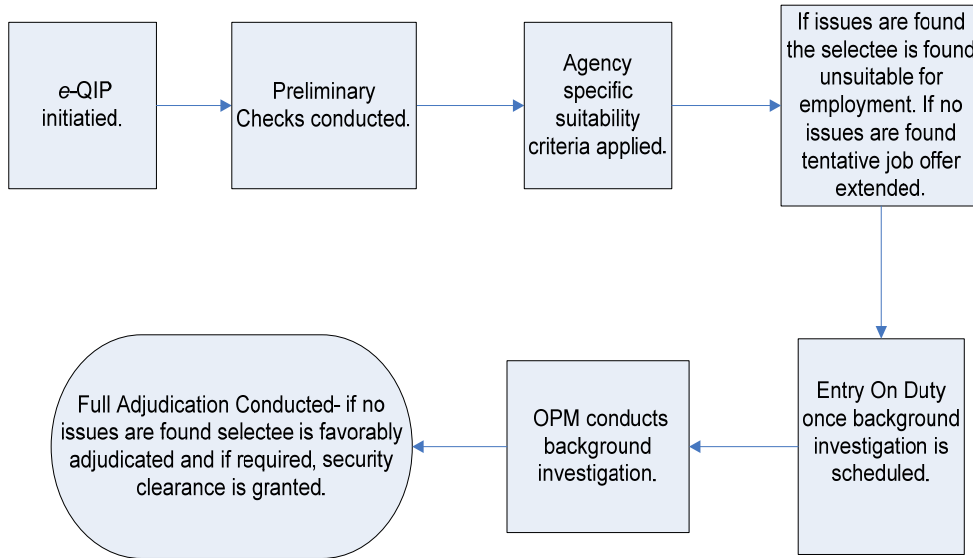 e-QIP
initiatied.
Preliminary
Checks conducted.
Agency
specific
suitability
criteria applied.
If issues are found
the selectee is found
unsuitable for
employment. If no
issues are found
tentative job offer
extended.
Entry On Duty
once background
investigation is
scheduled.
OPM conducts
background
investigation.
Full Adjudication Conducted- if no
issues are found selectee is favorably
adjudicated and if required, security
clearance is granted.